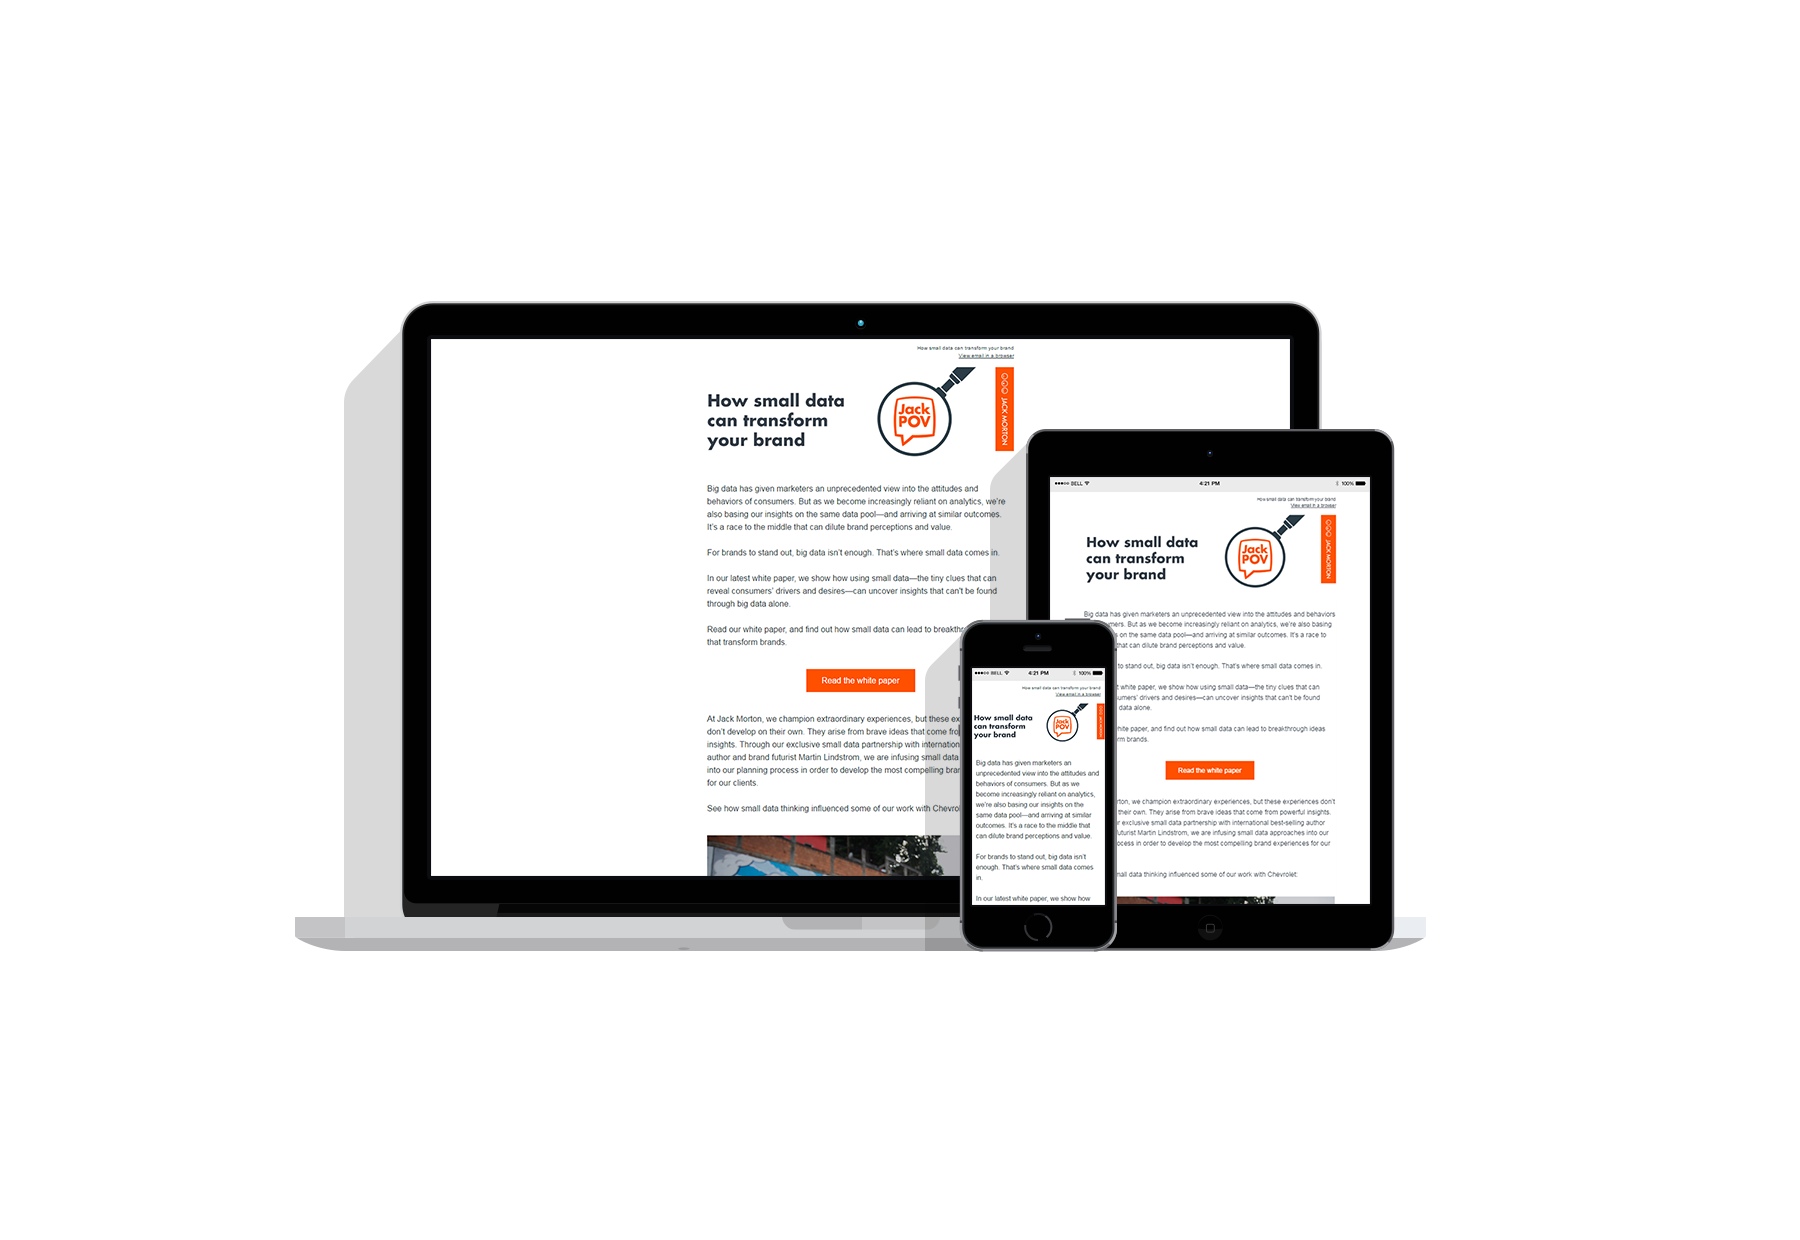 How small data can transform your brand
View email in a browser
How small data
can transform
your brand
Jack
POV
JACK MORTON
Big data has given marketers an unprecedented view into the attitudes and
behaviors of consumers. But as we become increasingly reliant on analytics, we're
also basing our insights on the same data pool—and arriving at similar outcomes.
It's a race to the middle that can dilute brand perceptions and value.
For brands to stand out, big data isn't enough. That's where small data comes in.
In our latest white paper, we show how using small data—the tiny clues that can
reveal consumers' drivers and desires—can uncover insights that can't be found
through big data alone.
Read our white paper, and find out how small data can lead to breakthr
that transform brands.
Read the white paper
At Jack Morton, we champion extraordinary experiences, but these ex
don't develop on their own. They arise from brave ideas that come fro
insights. Through our exclusive small data partnership with internation
author and brand futurist Martin Lindstrom, we are infusing small data
into our planning process in order to develop the most compelling bra
for our clients.
See how small data thinking influenced some of our work with Chevrol
BELL 4:21 PM 100%
How small data can transform your brand
View email in a browser
How small data
can transform
your brand
Jack
POV
JACK MORTON
Big data has given marketers an unprecedented view into the attitudes and behaviors
mers. But as we become increasingly reliant on analytics, we're also basing
s on the same data pool—and arriving at similar outcomes. It's a race to
that can dilute brand perceptions and value.
to stand out, big data isn't enough. That's where small data comes in.
t white paper, we show how using small data—the tiny clues that can
umers' drivers and desires—can uncover insights that can't be found
data alone.
hite paper, and find out how small data can lead to breakthrough ideas
rm brands.
Read the white paper
rton, we champion extraordinary experiences, but these experiences don't
their own. They arise from brave ideas that come from powerful insights.
r exclusive small data partnership with international best-selling author
futurist Martin Lindstrom, we are infusing small data approaches into our
ocess in order to develop the most compelling brand experiences for our
mall data thinking influenced some of our work with Chevrolet:
BELL 4:21 PM 100%
How small data can transform your brand
View email in a browser
How small data
can transform
your brand
Jack
POV
JACK MORTON
Big data has given marketers an
unprecedented view into the attitudes and
behaviors of consumers. But as we
become increasingly reliant on analytics,
we're also basing our insights on the
same data pool—and arriving at similar
outcomes. It's a race to the middle that
can dilute brand perceptions and value.
For brands to stand out, big data isn't
enough. That's where small data comes
in.
In our latest white paper, we show how